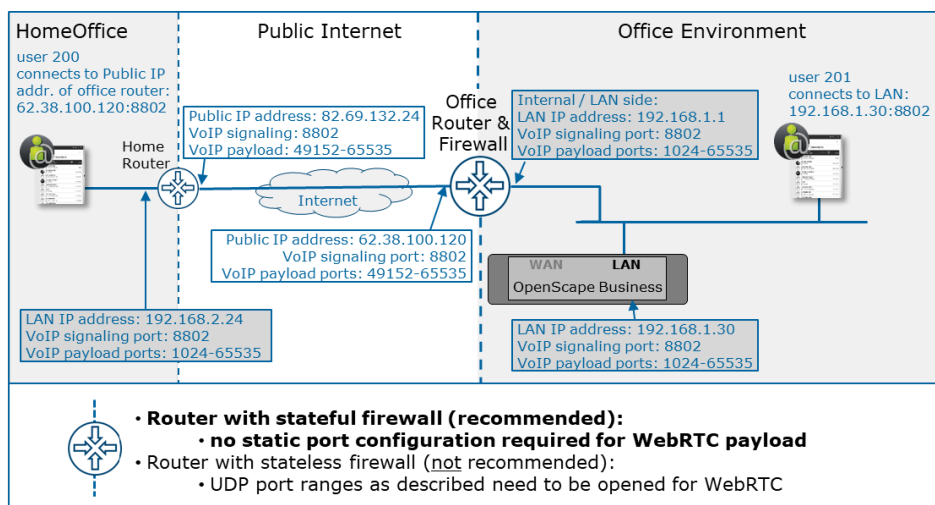 HomeOffice
Public Internet
Office Environment
user 200
connects to Public IP
addr. of office router:
62.38.100.120:8802
Home
Router
Public IP address: 82.69.132.24
VoIP signaling: 8802
VoIP payload: 49152-65535
Office
Router &
Firewall
Internal / LAN side:
LAN IP address: 192.168.1.1
VoIP signaling port: 8802
VoIP payload ports: 1024-65535
user 201
connects to LAN:
192.168.1.30:8802
Internet
Public IP address: 62.38.100.120
VoIP signaling port:
8802
VoIP payload ports: 49152-65535
WAN LAN
OpenScape Business
LAN IP address: 192.168.2.24
VoIP signaling port: 8802
VoIP payload ports: 1024-65535
LAN IP address: 192.168.1.30
VoIP signaling port: 8802
VoIP payload ports: 1024-65535
• Router with stateful firewall (recommended):
• no static port configuration required for WebRTC payload
• Router with stateless firewall (not recommended):
• UDP port ranges as described need to be opened for WebRTC